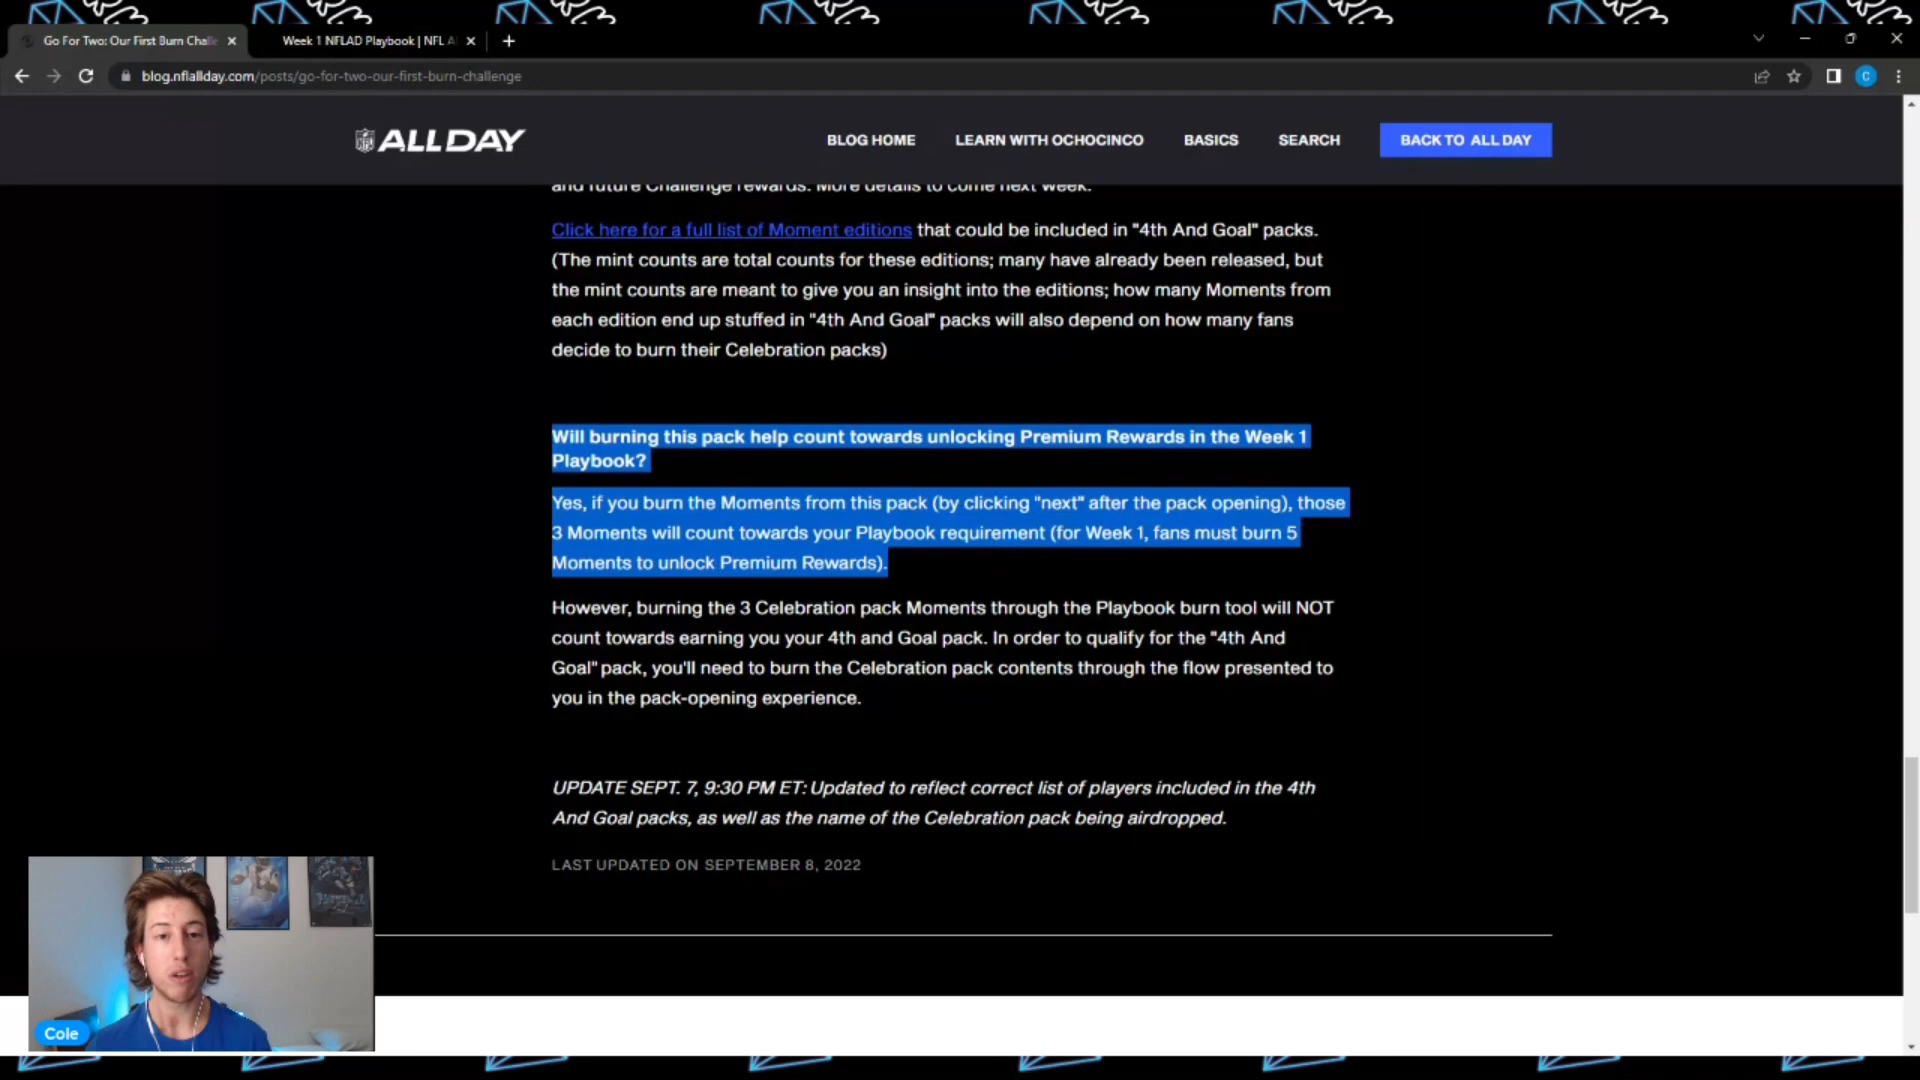 Go For Two: Our First Burn Challe
Week 1 NFLAD Playbook | NFL A
blog.nflallday.com/posts/go-for-two-our-first-burn-challenge
C
ALL DAY
BLOG HOME
LEARN WITH OCHOCINCO
BASICS
SEARCH
BACK TO ALL DAY
and future Challenge rewards. More details to come next week.
Click here for a full list of Moment editions that could be included in "4th And Goal" packs.
(The mint counts are total counts for these editions; many have already been released, but
the mint counts are meant to give you an insight into the editions; how many Moments from
each edition end up stuffed in "4th And Goal" packs will also depend on how many fans
decide to burn their Celebration packs)
Will burning this pack help count towards unlocking Premium Rewards in the Week 1
Playbook?
Yes, if you burn the Moments from this pack (by clicking "next" after the pack opening), those
3 Moments will count towards your Playbook requirement (for Week 1, fans must burn 5
Moments to unlock Premium Rewards).
However, burning the 3 Celebration pack Moments through the Playbook burn tool will NOT
count towards earning you your 4th and Goal pack. In order to qualify for the "4th And
Goal" pack, you'll need to burn the Celebration pack contents through the flow presented to
you in the pack-opening experience.
UPDATE SEPT. 7, 9:30 PM ET: Updated to reflect correct list of players included in the 4th
And Goal packs, as well as the name of the Celebration pack being airdropped.
LAST UPDATED ON SEPTEMBER 8, 2022
Cole